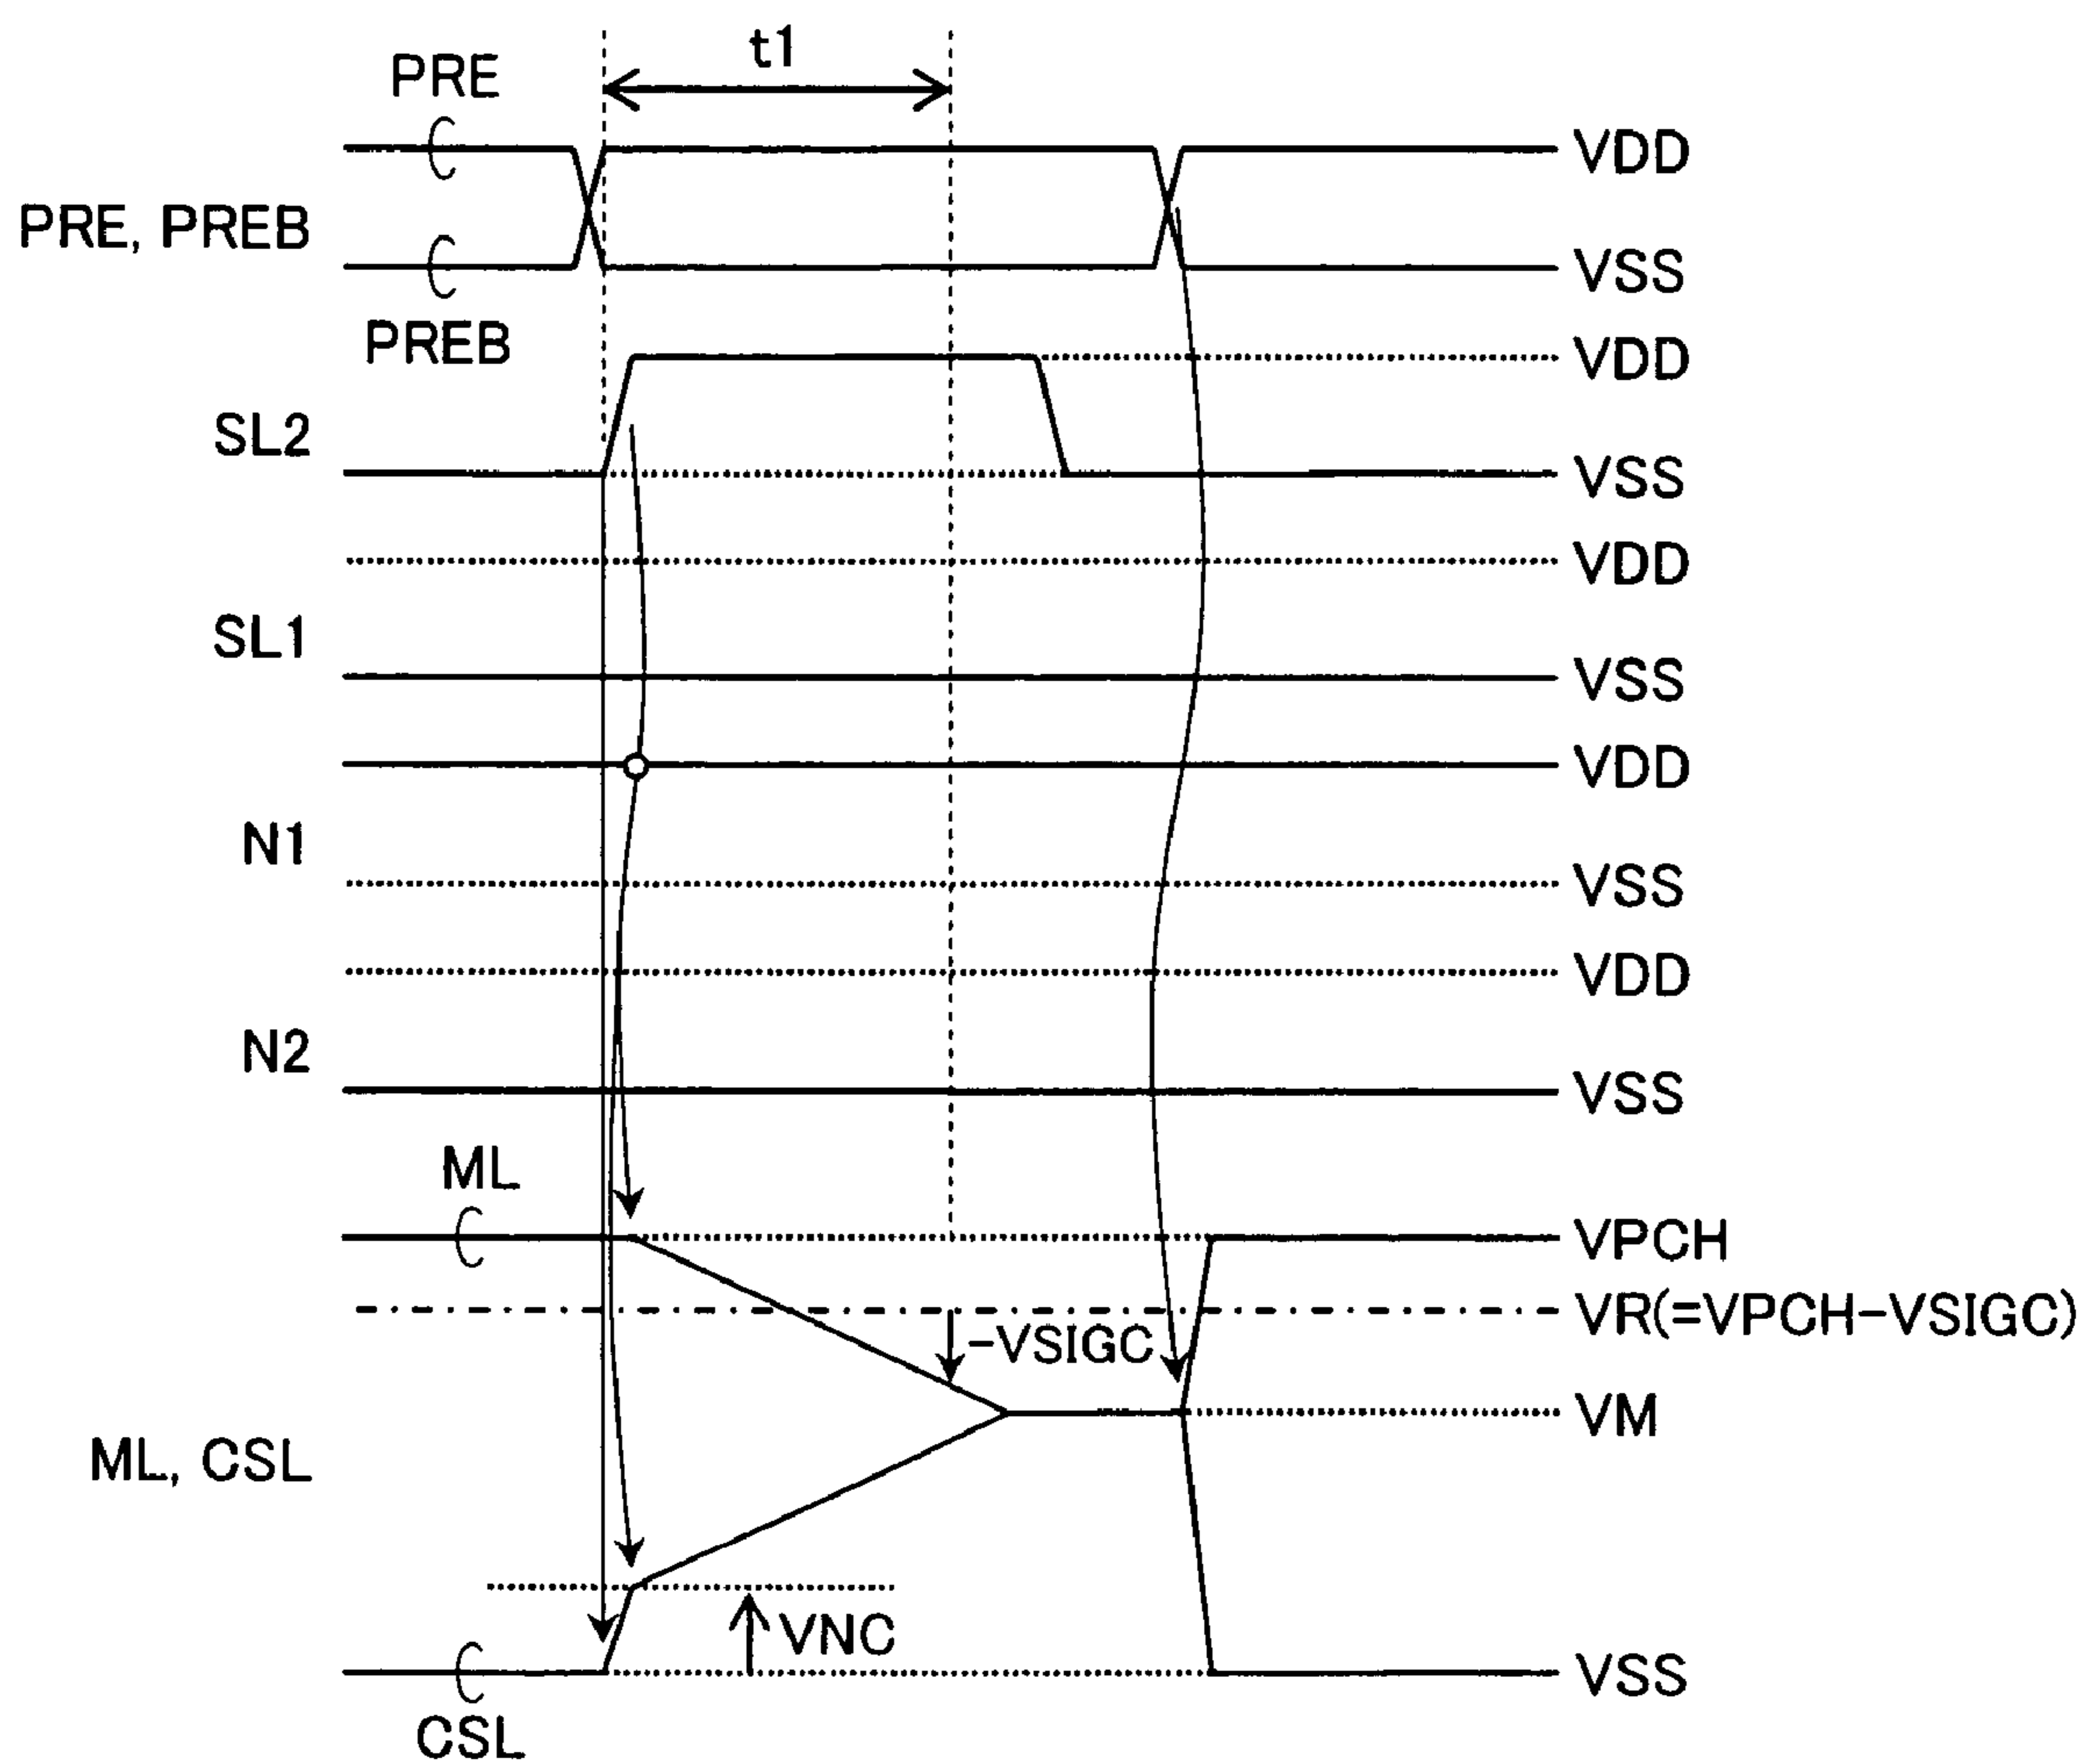 t1
PRE
VDD
PRE, PREB
VSS
PREB
VDD
SL2
VSS
VDD
SL1
VSS
VDD
N1
VSS
VDD
N2
VSS
ML
VPCH
VR(=VPCH-VSIGC)
-VSIGC
VM
ML, CSL
VNC
VSS
CSL